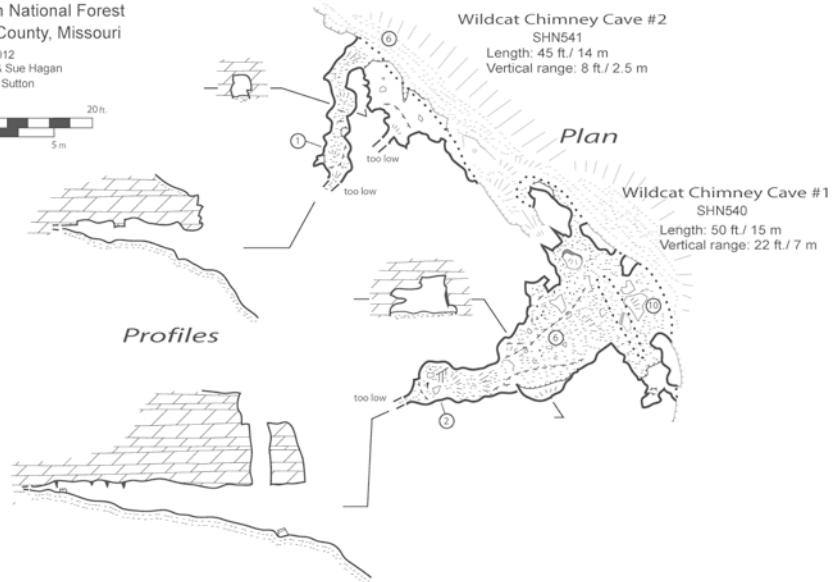 National Forest
County, Missouri
& Sue Hagan
Sutton
20 ft.
5 m
Wildcat Chimney Cave #2
SHN541
Length: 45 ft./ 14 m
Vertical range: 8 ft./ 2.5 m
6
1
too low
too low
Plan
Wildcat Chimney Cave #1
SHN540
Length: 50 ft./ 15 m
Vertical range: 22 ft./ 7 m
10
6
Profiles
too low
2